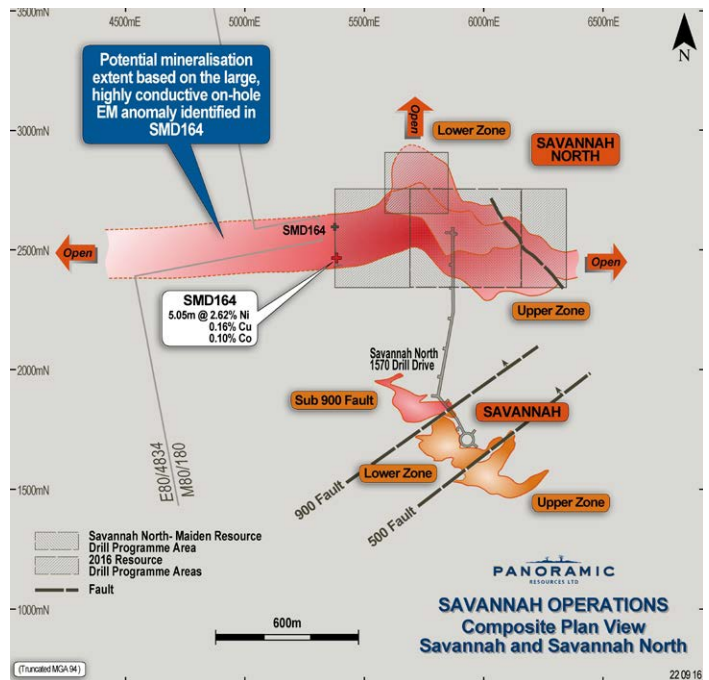 4500mE
5000mE
5500mE
6000mE
6500mE
3500mN
3000mN
2500mN
2000mN
1500mN
1000mN
N
Potential mineralisation
extent based on the large,
highly conductive on-hole
EM anomaly identified in
SMD164
Open
Lower Zone
SAVANNAH
NORTH
SMD164
Open
Open
SMD164
5.05m @ 2.62% Ni
0.16% Cu
0.10% Co
Upper Zone
Savannah North
1570 Drill Drive
Sub 900 Fault
SAVANNAH
Lower Zone
Upper Zone
900 Fault
500 Fault
E80/4834
M80/180
Savannah North- Maiden Resource
Drill Programme Area
2016 Resource
Drill Programme Areas
Fault
600m
PANORAMIC
RESOURCES LTD
SAVANNAH OPERATIONS
Composite Plan View
Savannah and Savannah North
(Truncated MGA 94)
22 09 16